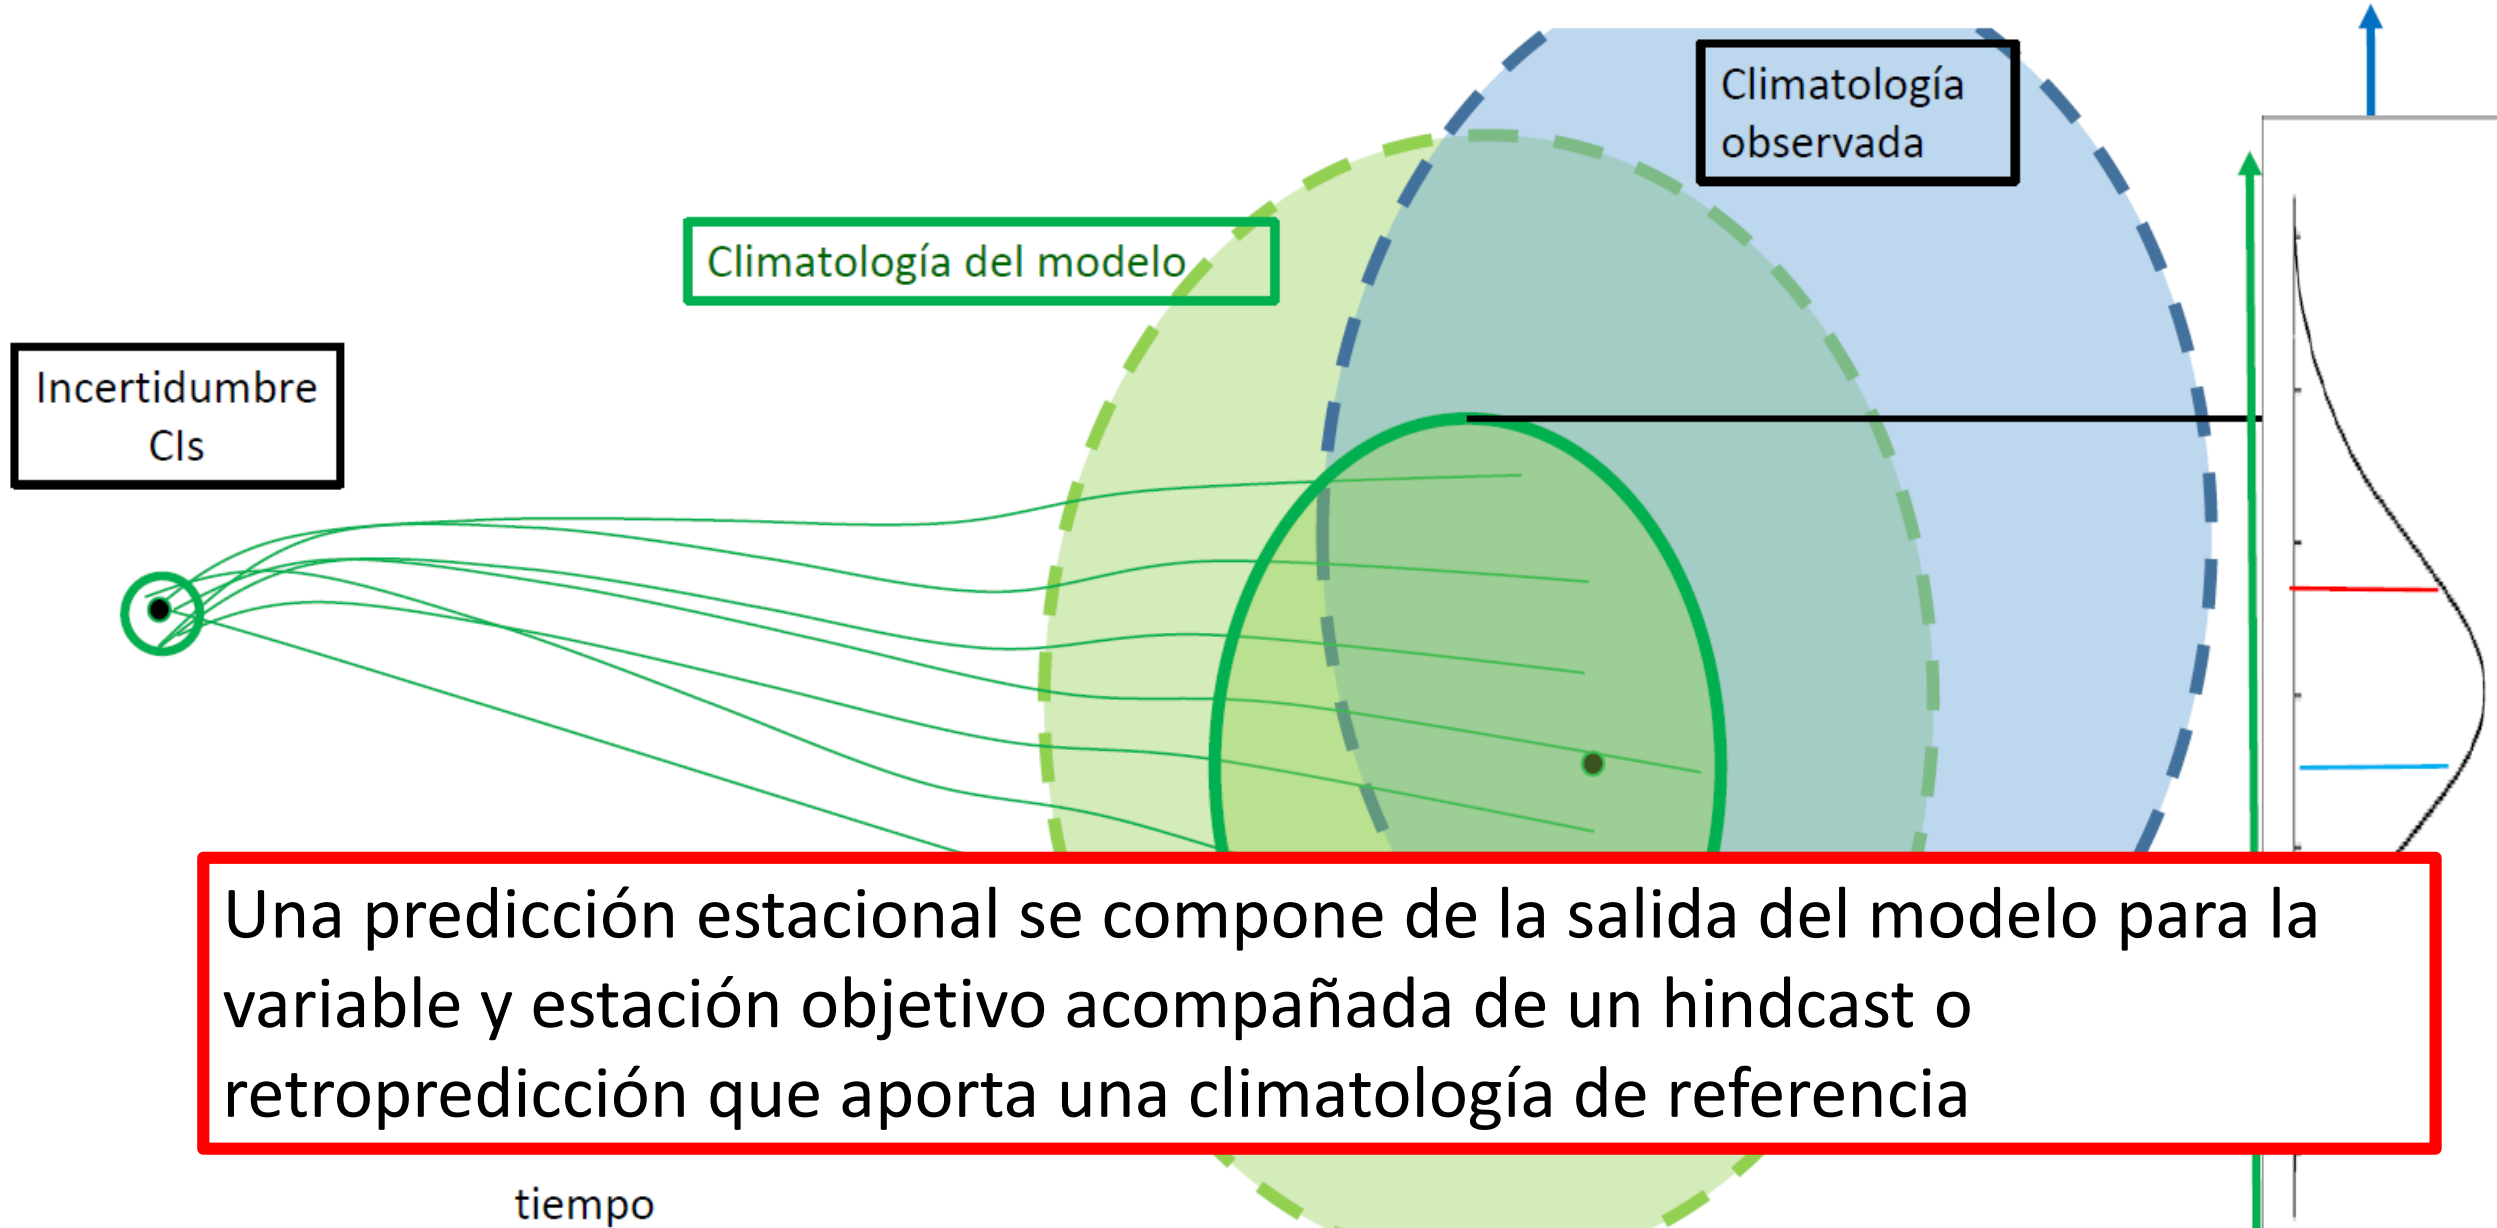 Climatología
observada
Climatología del modelo
Incertidumbre
CIs
Una predicción estacional se compone de la salida del modelo para la
variable y estación objetivo acompañada de un hindcast o
retropredicción que aporta una climatología de referencia
tiempo